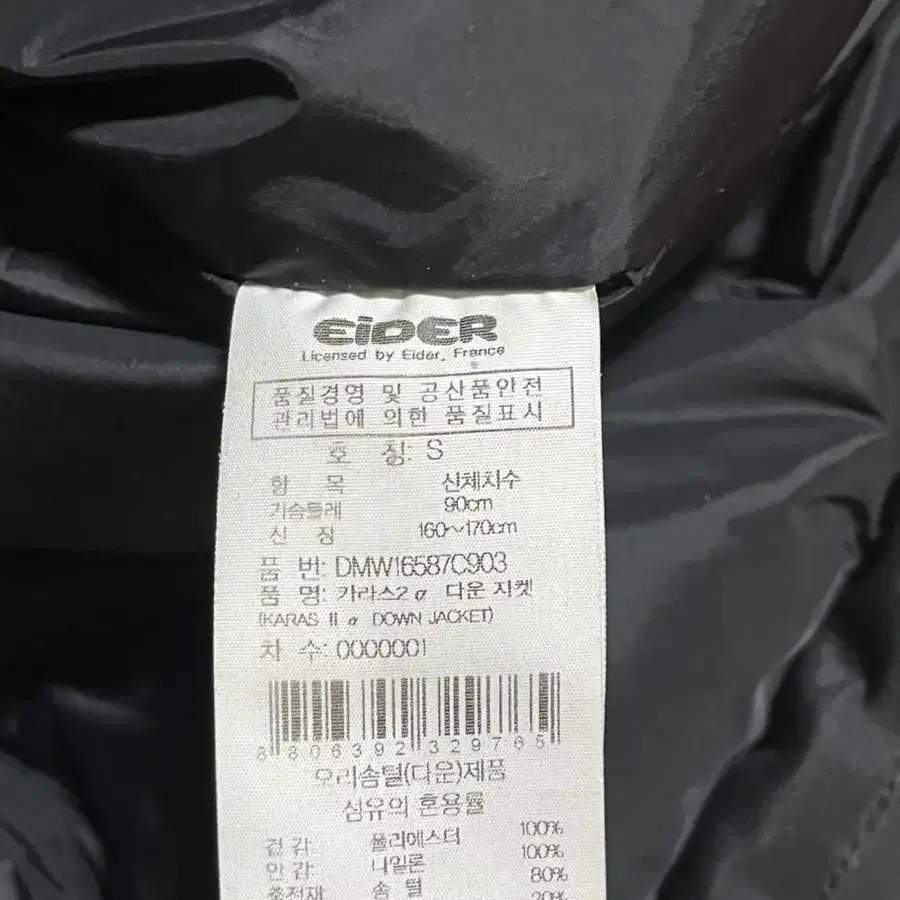 EiDER
Licensed by Eider, France
품질경영 및 공산품안전
관리법에 의한 품질표시
호 칭: S
항 목 신체치수
가슴둘레 90cm
신 장 160~170cm
품 번: DMW16587C903
품 명: 카라스2 α 다운 자켓
(KARAS II α DOWN JACKET)
차 수: 0000001
8 806392 329765
오리솜털(다운)제품
섬유의 혼용률
겉감 폴리에스터 100%
안감 나일론 100%
충전재 솜 털 80%
20%